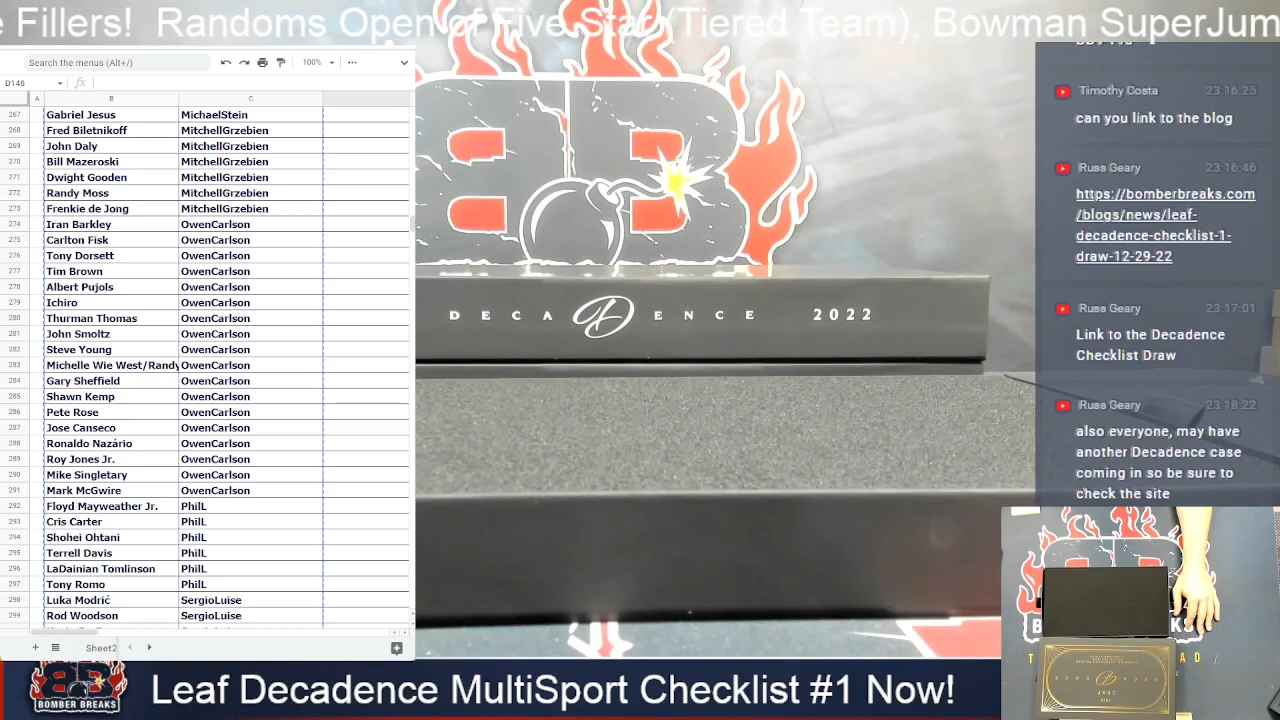 Fillers!  Randoms Open of Five Star (Tiered Team), Bowman SuperJum
Search the menus (Alt+/)
100%
D148
fx
A B C
267 Gabriel Jesus MichaelStein
268 Fred Biletnikoff MitchellGrzebien
269 John Daly MitchellGrzebien
270 Bill Mazeroski MitchellGrzebien
271 Dwight Gooden MitchellGrzebien
272 Randy Moss MitchellGrzebien
273 Frenkie de Jong MitchellGrzebien
274 Iran Barkley OwenCarlson
275 Carlton Fisk OwenCarlson
276 Tony Dorsett OwenCarlson
277 Tim Brown OwenCarlson
278 Albert Pujols OwenCarlson
279 Ichiro OwenCarlson
280 Thurman Thomas OwenCarlson
281 John Smoltz OwenCarlson
282 Steve Young OwenCarlson
283 Michelle Wie West/Randy OwenCarlson
284 Gary Sheffield OwenCarlson
285 Shawn Kemp OwenCarlson
286 Pete Rose OwenCarlson
287 Jose Canseco OwenCarlson
288 Ronaldo Nazário OwenCarlson
289 Roy Jones Jr. OwenCarlson
290 Mike Singletary OwenCarlson
291 Mark McGwire OwenCarlson
292 Floyd Mayweather Jr. PhilL
293 Cris Carter PhilL
294 Shohei Ohtani PhilL
295 Terrell Davis PhilL
296 LaDainian Tomlinson PhilL
297 Tony Romo PhilL
298 Luka Modrić SergioLuise
299 Rod Woodson SergioLuise
Sheet2
BB
DECADENCE 2022
Timothy Costa 23:16:25
can you link to the blog
Russ Geary 23:16:46
https://bomberbreaks.com
/blogs/news/leaf-
decadence-checklist-1-
draw-12-29-22
Russ Geary 23:17:01
Link to the Decadence
Checklist Draw
Russ Geary 23:18:22
also everyone, may have
another Decadence case
coming in so be sure to
check the site
DECADENCE
LEAF
BOMBER BREAKS
Leaf Decadence MultiSport Checklist #1 Now!